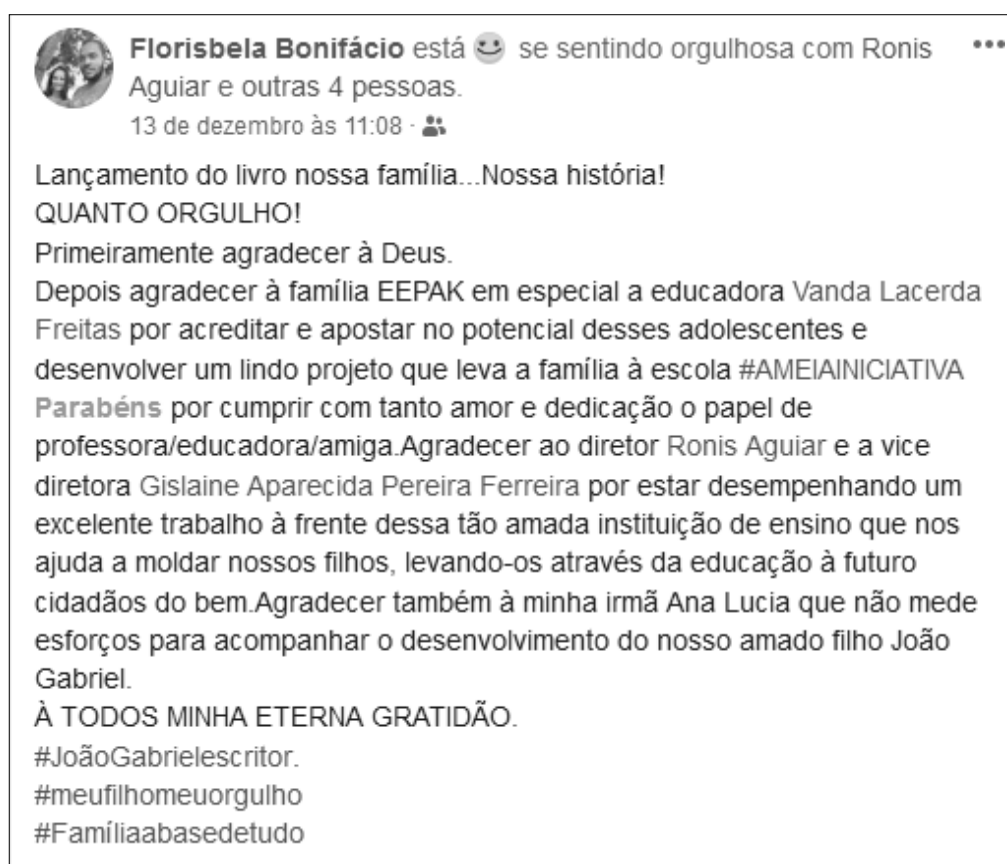 Florisbela Bonifácio está se sentindo orgulhosa com Ronis
Aguiar e outras 4 pessoas.
13 de dezembro às 11:08 ·
Lançamento do livro nossa família...Nossa história!
QUANTO ORGULHO!
Primeiramente agradecer à Deus.
Depois agradecer à família EEPAK em especial a educadora Vanda Lacerda
Freitas por acreditar e apostar no potencial desses adolescentes e
desenvolver um lindo projeto que leva a família à escola #AMEIAINICIATIVA
Parabéns por cumprir com tanto amor e dedicação o papel de
professora/educadora/amiga.Agradecer ao diretor Ronis Aguiar e a vice
diretora Gislaine Aparecida Pereira Ferreira por estar desempenhando um
excelente trabalho à frente dessa tão amada instituição de ensino que nos
ajuda a moldar nossos filhos, levando-os através da educação à futuro
cidadãos do bem.Agradecer também à minha irmã Ana Lucia que não mede
esforços para acompanhar o desenvolvimento do nosso amado filho João
Gabriel.
À TODOS MINHA ETERNA GRATIDÃO.
#JoãoGabrielescritor.
#meufilhomeuorgulho
#Famíliaabasedetudo